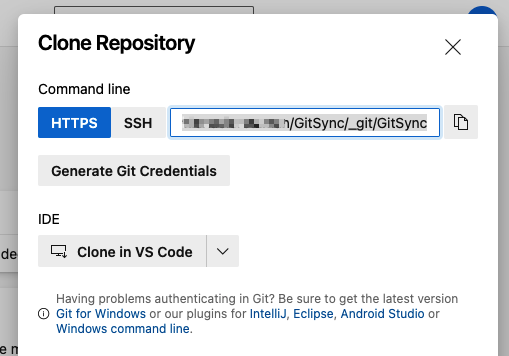 Clone Repository
Command line
HTTPS
SSH
/GitSync/_git/GitSync
Generate Git Credentials
IDE
Clone in VS Code
Having problems authenticating in Git? Be sure to get the latest version
Git for Windows or our plugins for IntelliJ, Eclipse, Android Studio or
Windows command line.